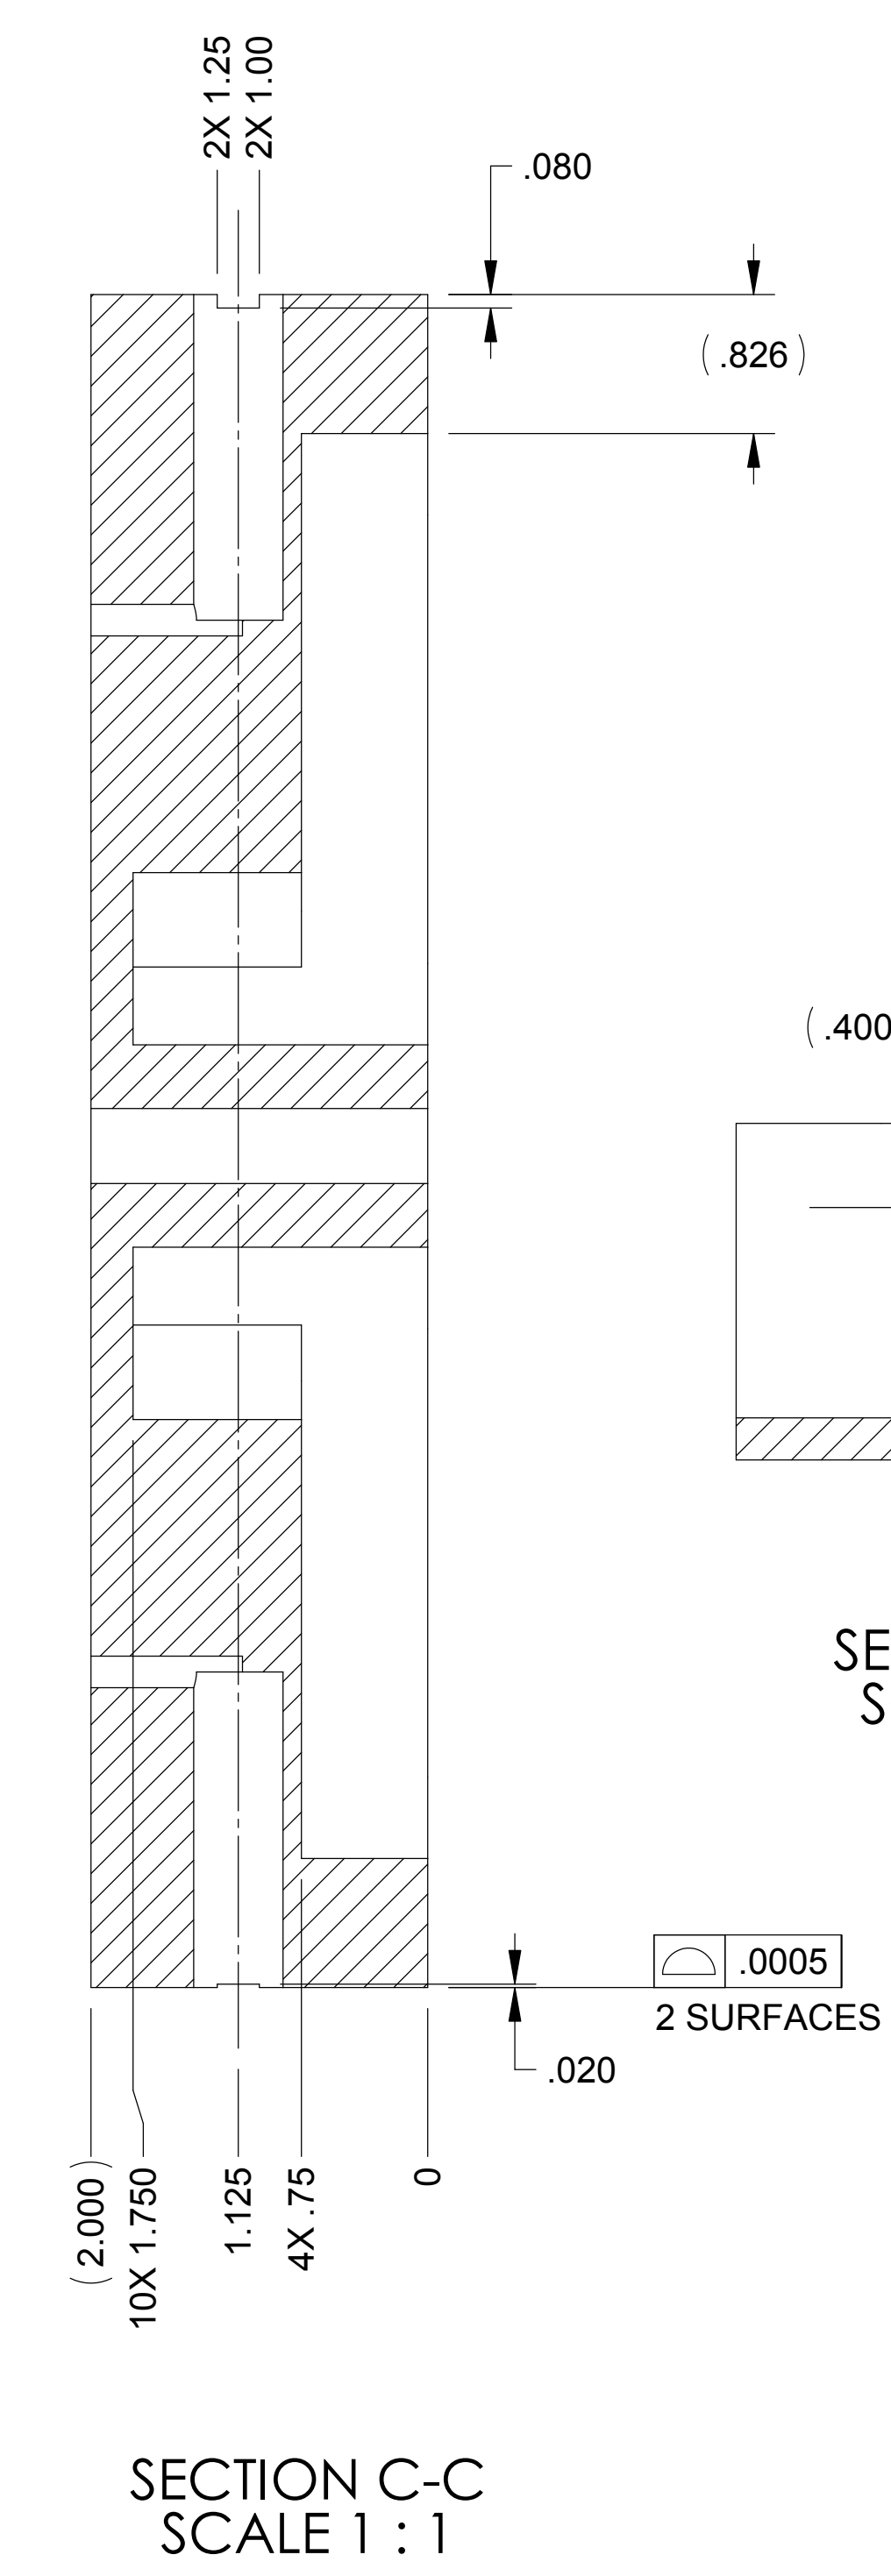 2X 1.25
2X 1.00
.080
( .826 )
( .400
SE
S
.0005
2 SURFACES
.020
( 2.000 )
10X 1.750
1.125
4X .75
0
SECTION C-C
SCALE 1 : 1